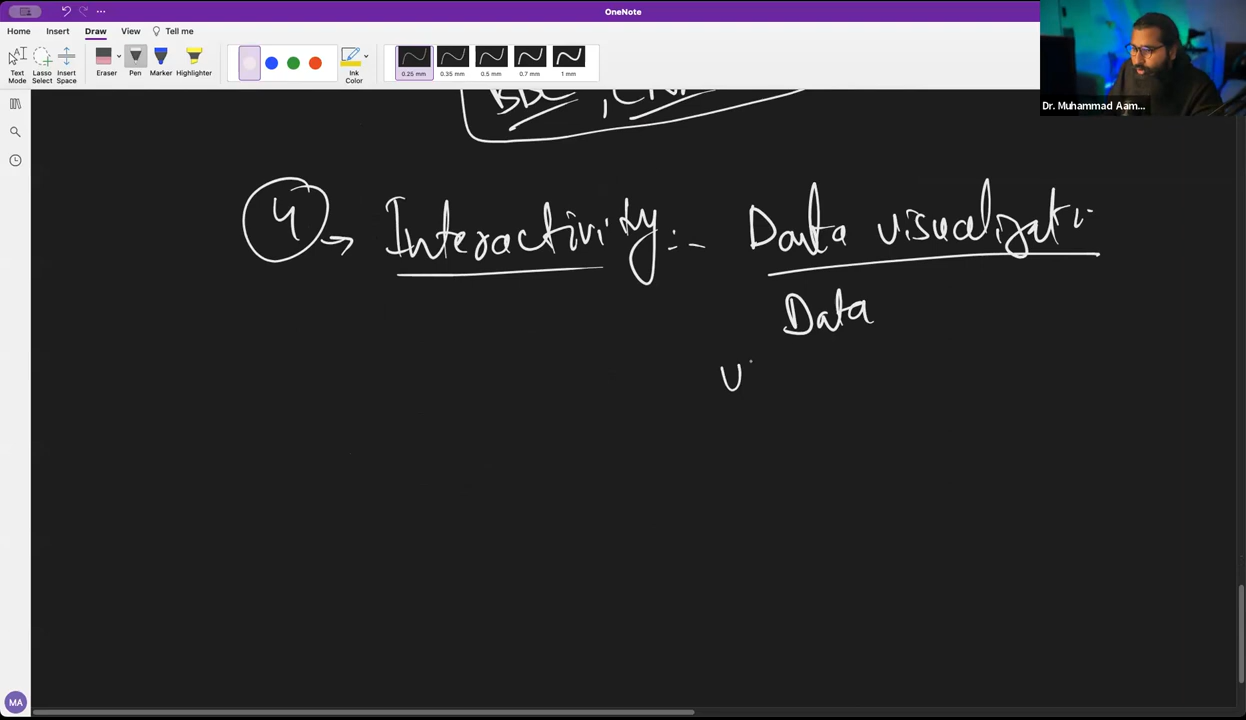 OneNote
Home Insert Draw View Tell me
Text Mode Lasso Select Insert Space Eraser Pen Marker Highlighter Ink Color 0.25 mm 0.35 mm 0.5 mm 0.7 mm 1 mm
Dr. Muhammad Aam...
BBC,
4 → Interactivity :- Data visualizati
Data
Vi
MA